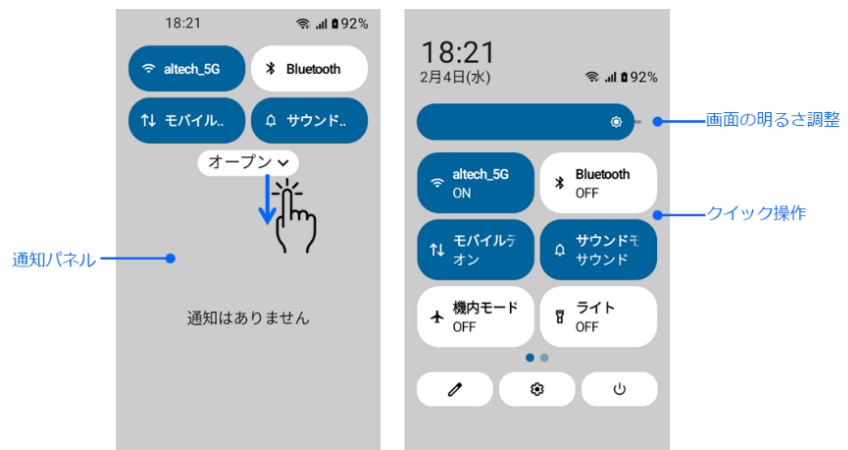 18:21
92%
altech_5G
Bluetooth
モバイル..
サウンド..
オープン
通知パネル
通知はありません
18:21
2月4日(水)
92%
画面の明るさ調整
altech_5G
ON
Bluetooth
OFF
クイック操作
モバイルデ
オン
サウンドモ
サウンド
機内モード
OFF
ライト
OFF